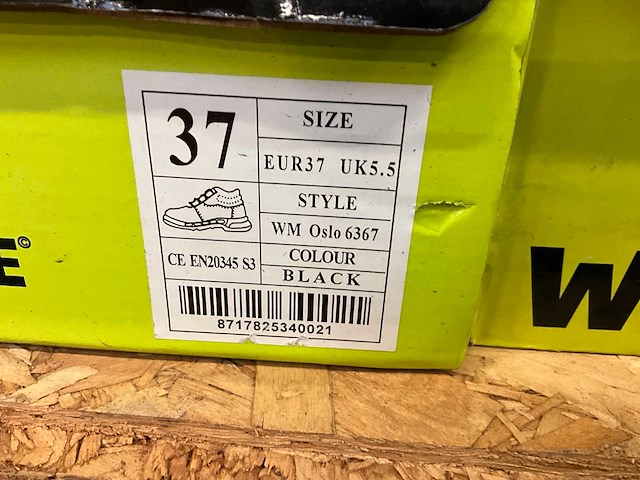 37
SIZE
EUR37 UK5.5
STYLE
WM Oslo 6367
CE EN20345 S3
COLOUR
BLACK
8717825340021
E©
W